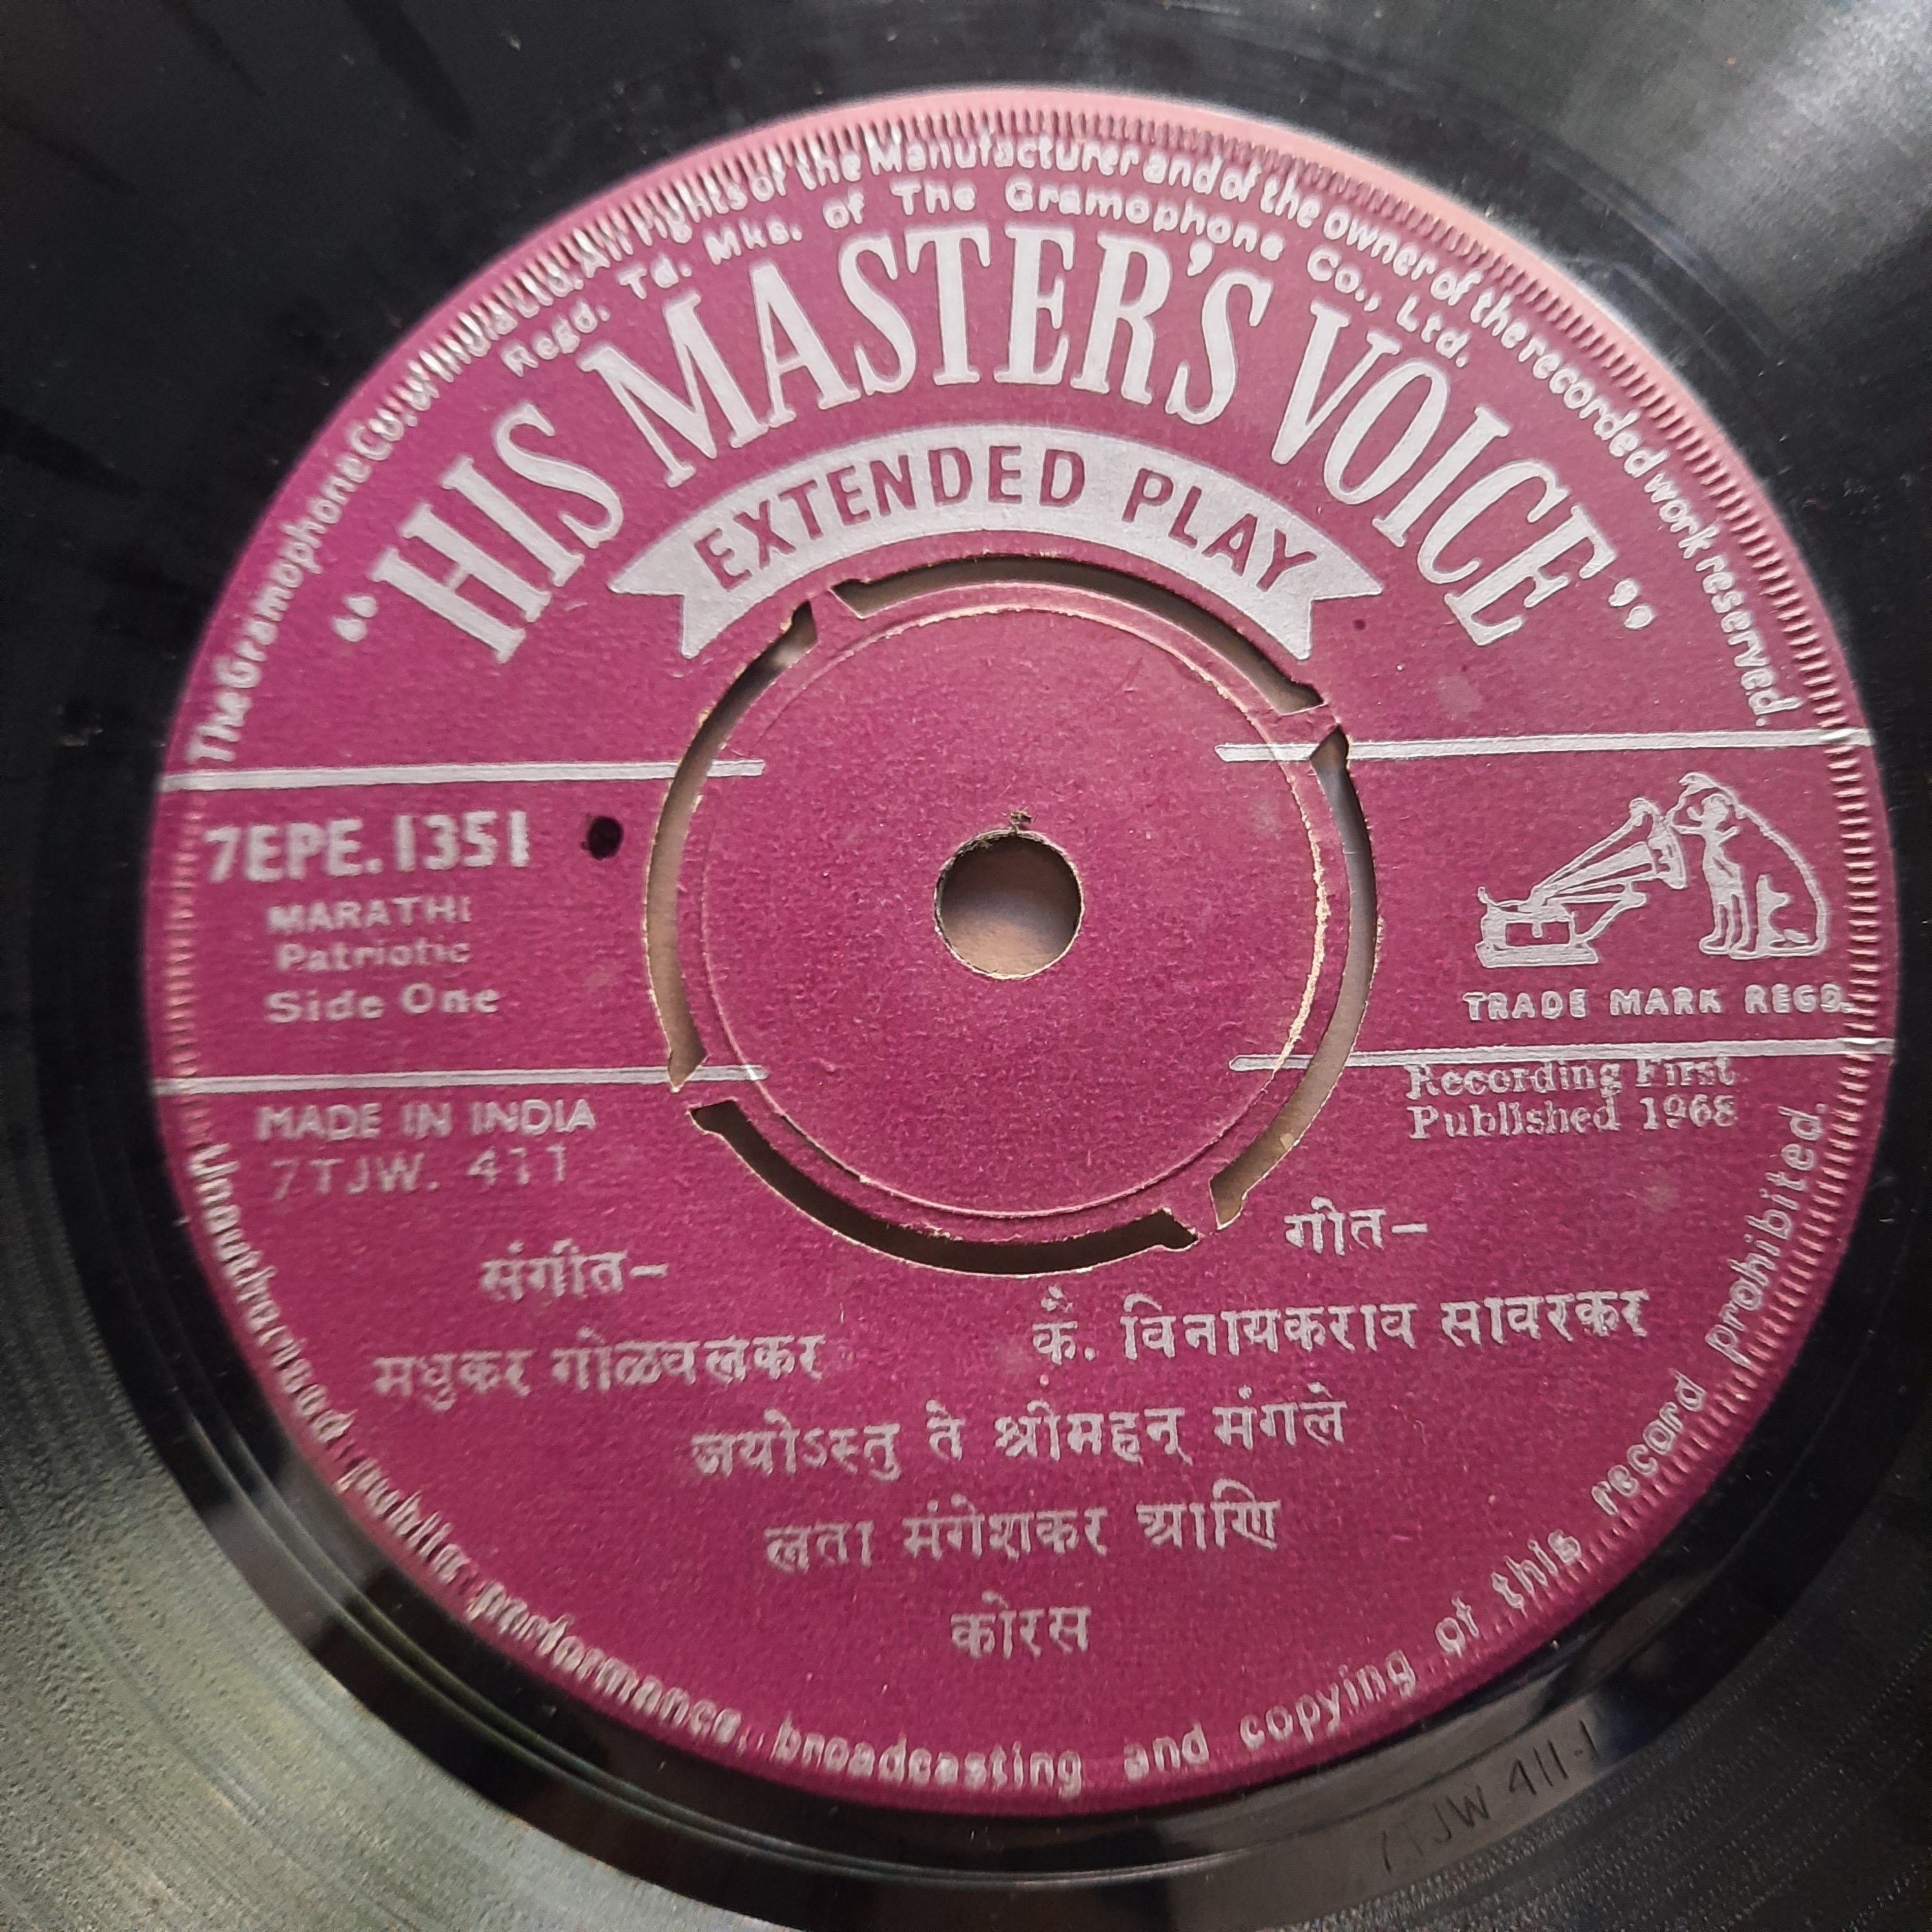 The Gramophone Co. of India Ltd. All rights of the Manufacturer and of the owner of the recorded work reserved.
Regd. Td. Mks. of The Gramophone Co., Ltd.
“HIS MASTER'S VOICE”
EXTENDED PLAY
7EPE.1351
MARATHI
Patriotic
Side One
TRADE MARK REGD.
MADE IN INDIA
7TJW. 411
Recording First
Published 1968
संगीत–
मधुकर गोळवलकर
गीत–
कै. विनायकराव सावरकर
जयोऽस्तु ते श्रीमहन् मंगले
लता मंगेशकर आणि
कोरस
Unauthorised public performance, broadcasting and copying of this record prohibited.
7TJW 411-1